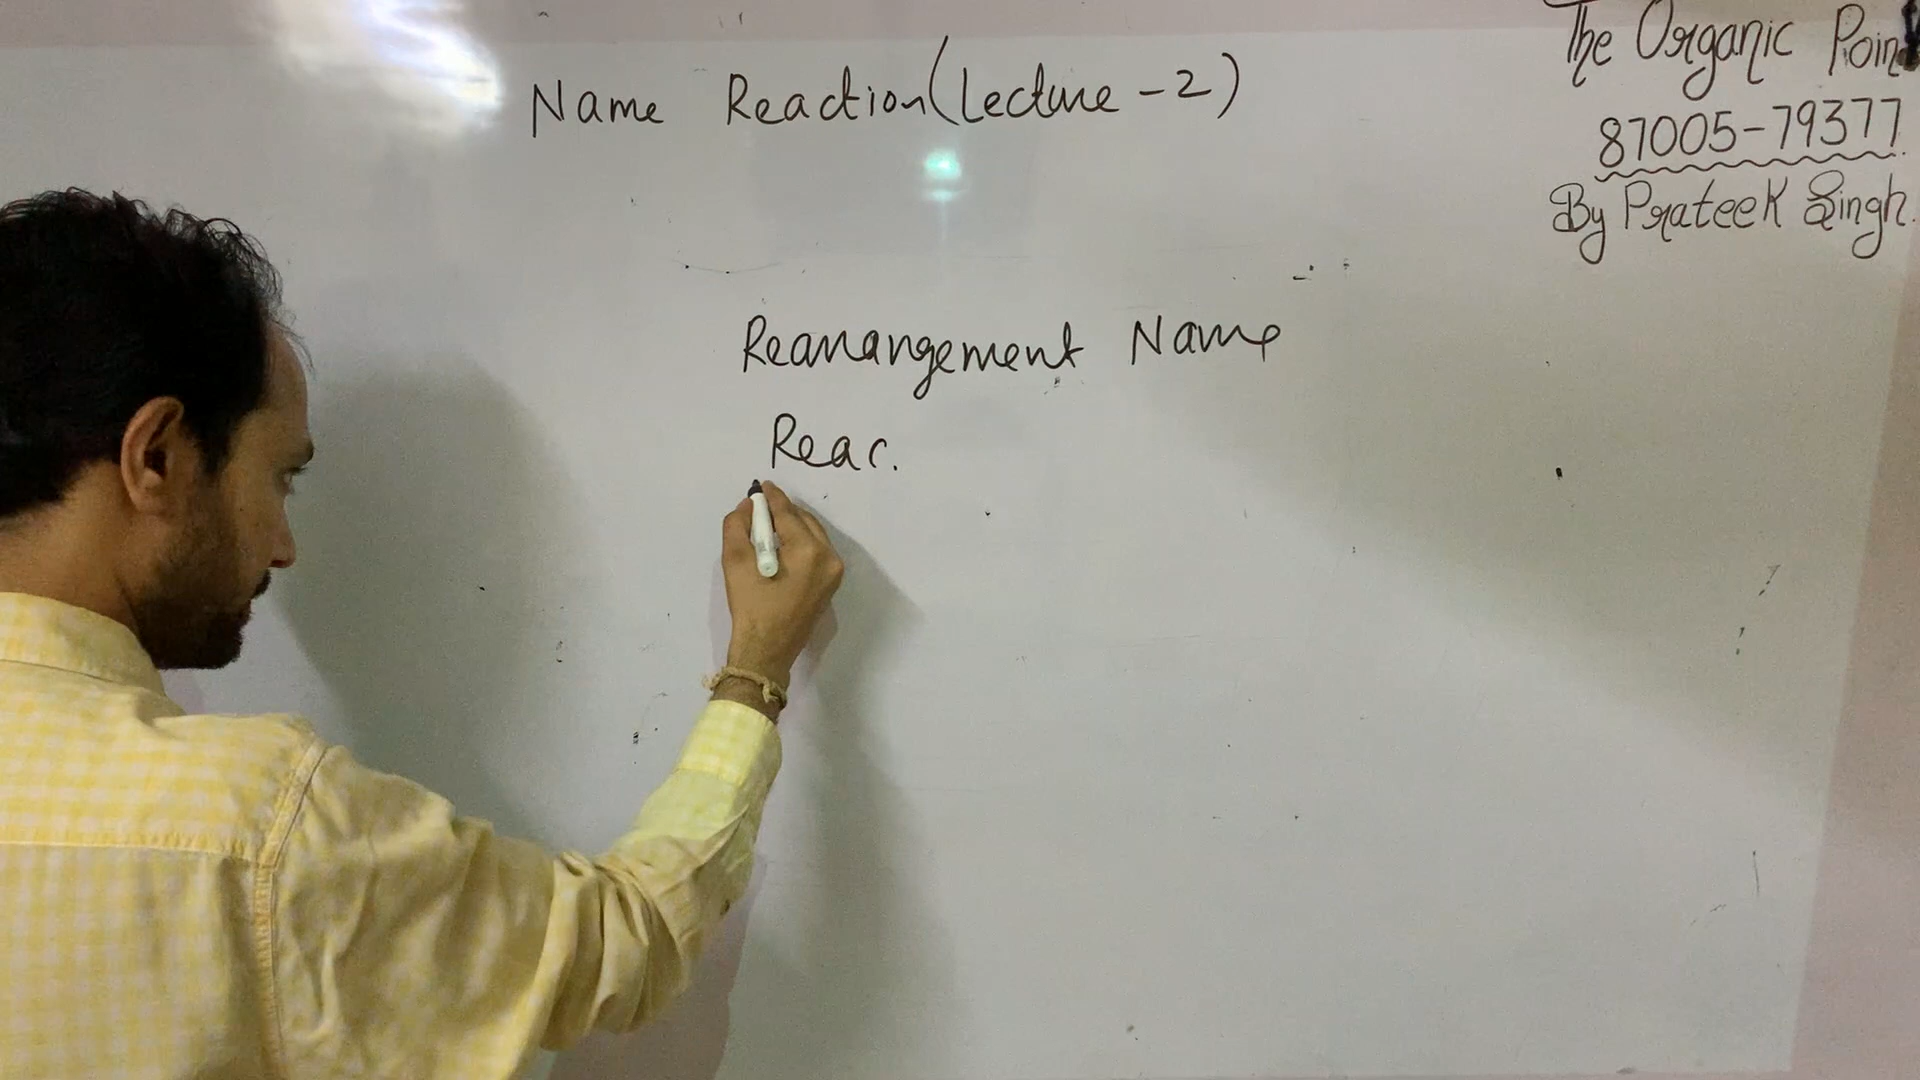 Name Reaction (Lecture - 2)
The Organic Point
87005-79377
By Prateek Singh.
Rearrangement Name
Reac.